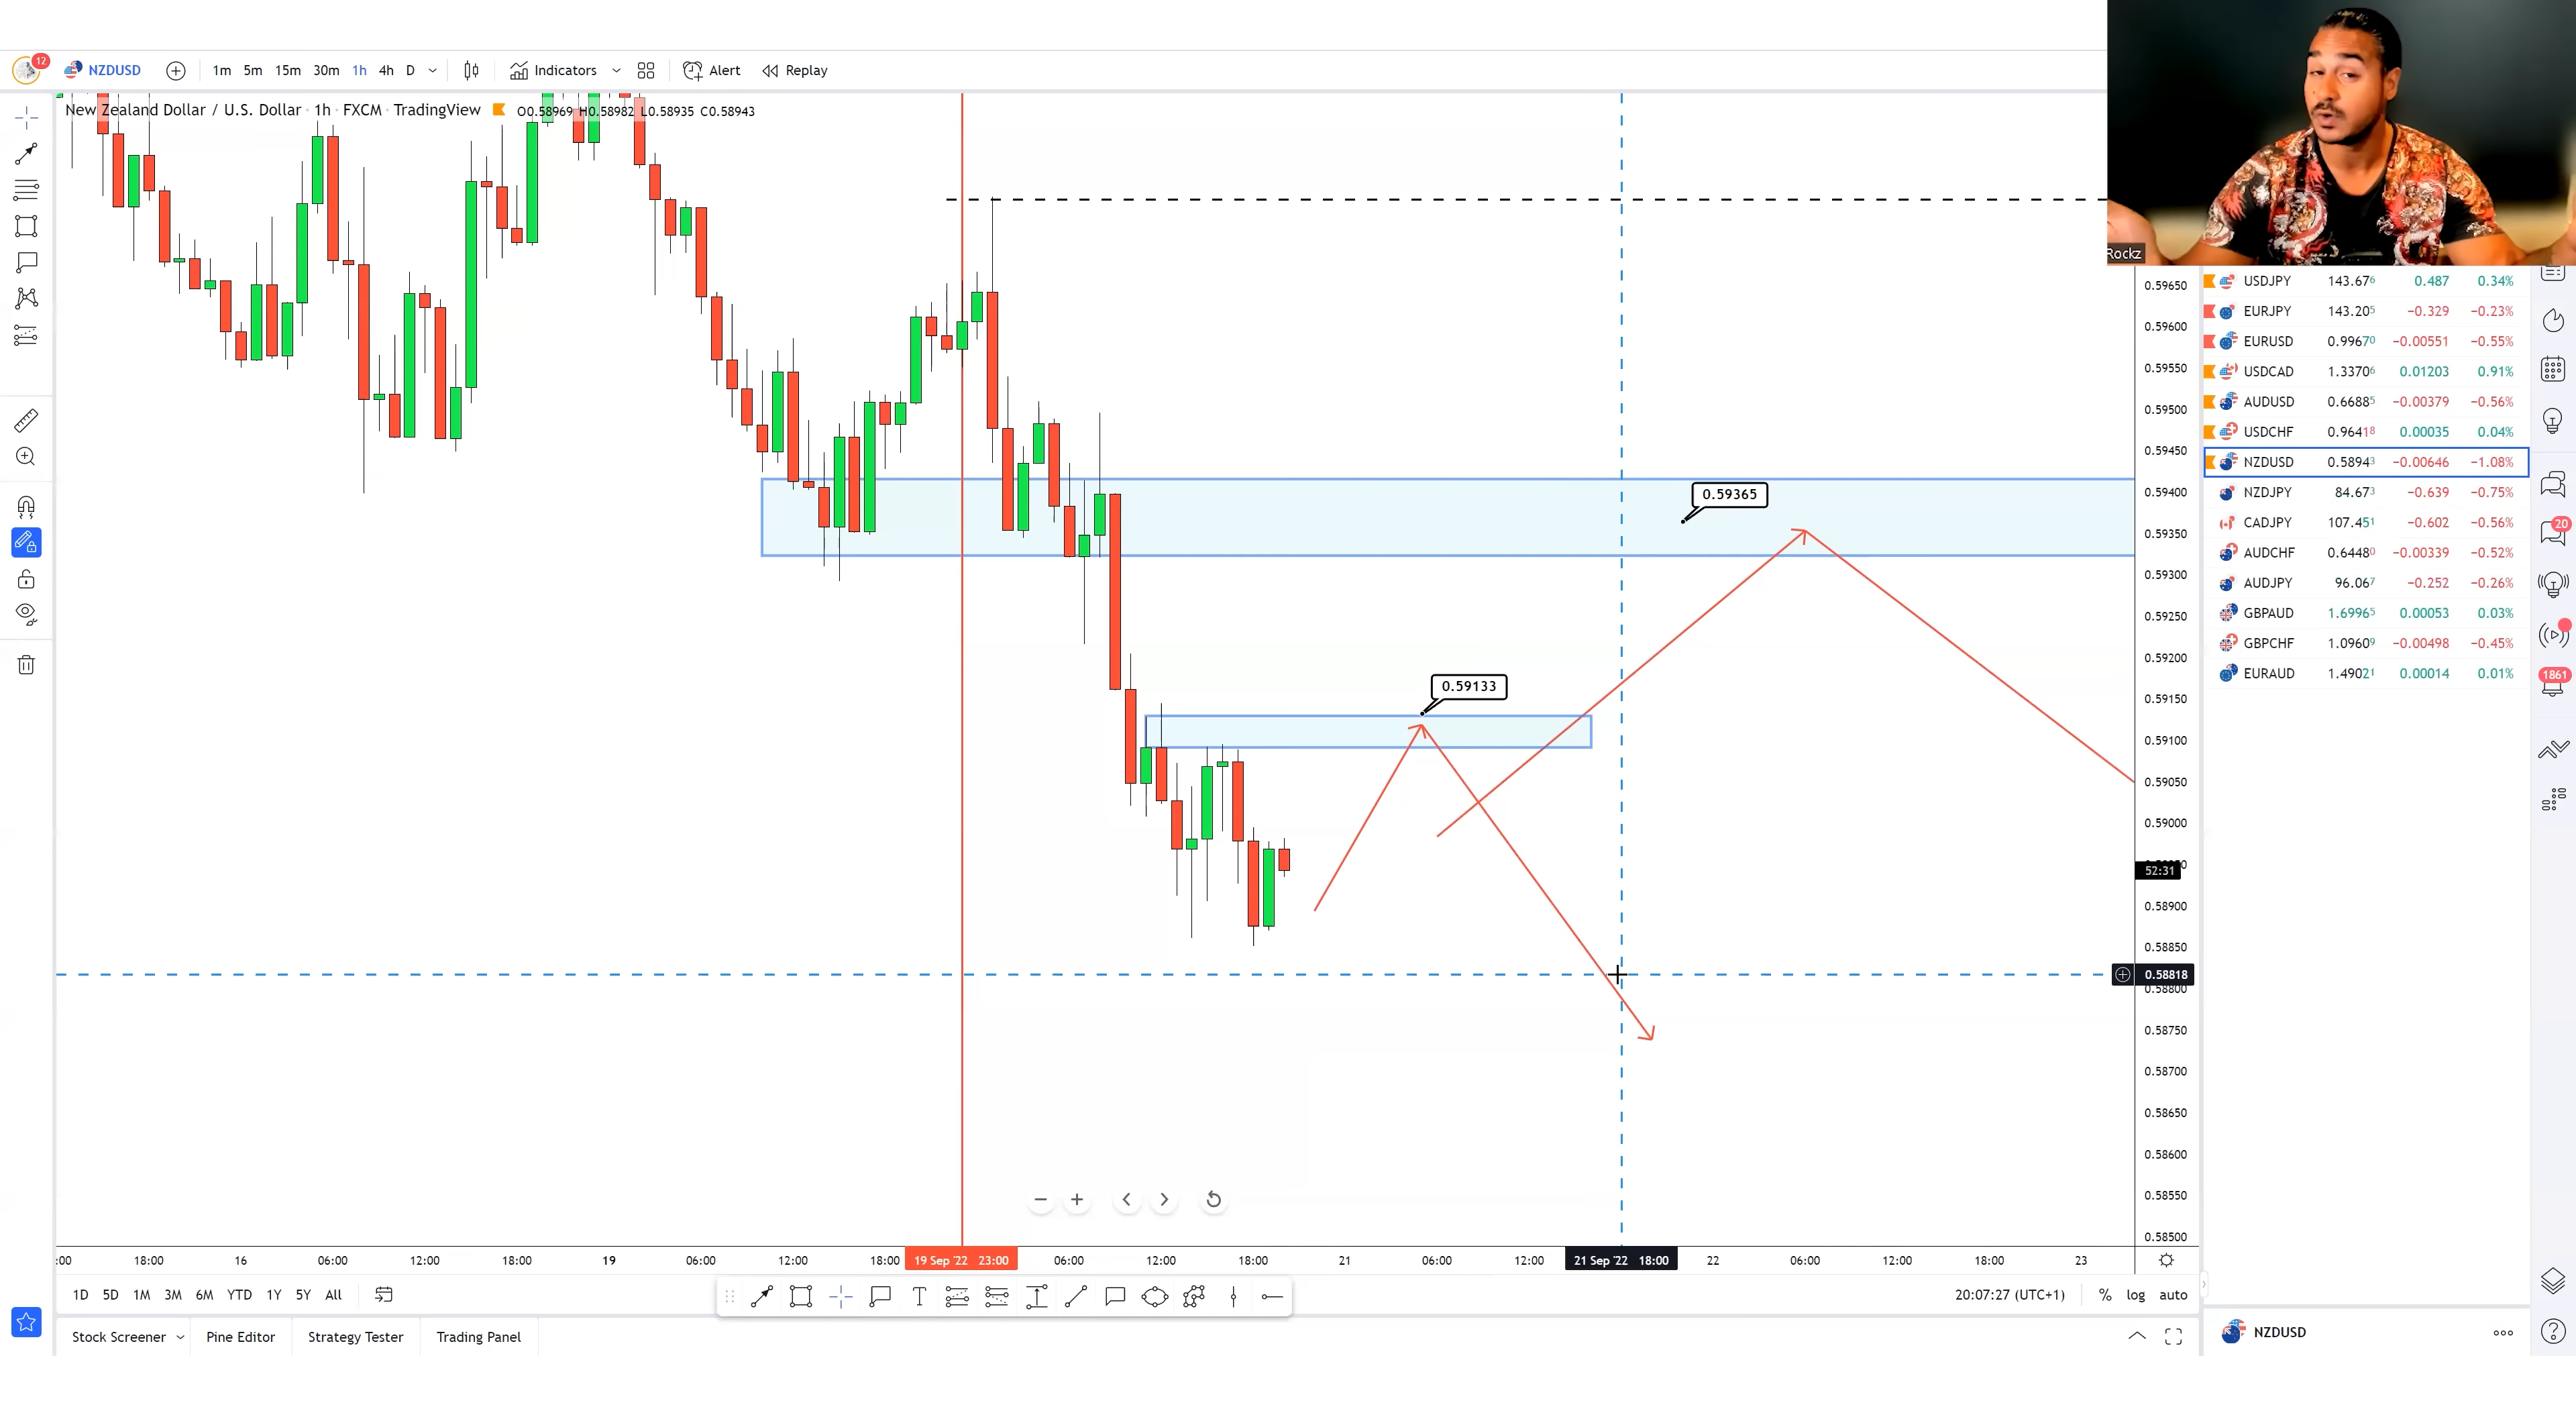 12 NZDUSD 1m 5m 15m 30m 1h 4h D Indicators Alert Replay
New Zealand Dollar / U.S. Dollar · 1h · FXCM · TradingView O0.58969 H0.58982 L0.58935 C0.58943
Rockz
0.59650
0.59600
0.59550
0.59500
0.59450
0.59400
0.59350
0.59300
0.59250
0.59200
0.59150
0.59100
0.59050
0.59000
52:31
0.58900
0.58850
0.58818
0.58800
0.58750
0.58700
0.58650
0.58600
0.58550
0.58500
0.59365
0.59133
USDJPY 143.676 0.487 0.34%
EURJPY 143.205 −0.329 −0.23%
EURUSD 0.99670 −0.00551 −0.55%
USDCAD 1.33706 0.01203 0.91%
AUDUSD 0.66885 −0.00379 −0.56%
USDCHF 0.96418 0.00035 0.04%
NZDUSD 0.58943 −0.00646 −1.08%
NZDJPY 84.673 −0.639 −0.75%
CADJPY 107.451 −0.602 −0.56%
AUDCHF 0.64480 −0.00339 −0.52%
AUDJPY 96.067 −0.252 −0.26%
GBPAUD 1.69965 0.00053 0.03%
GBPCHF 1.09609 −0.00498 −0.45%
EURAUD 1.49021 0.00014 0.01%
20
1861
:00 18:00 16 06:00 12:00 18:00 19 06:00 12:00 18:00 19 Sep '22 23:00 06:00 12:00 18:00 21 06:00 12:00 21 Sep '22 18:00 22 06:00 12:00 18:00 23
1D 5D 1M 3M 6M YTD 1Y 5Y All 20:07:27 (UTC+1) % log auto
Stock Screener Pine Editor Strategy Tester Trading Panel
NZDUSD